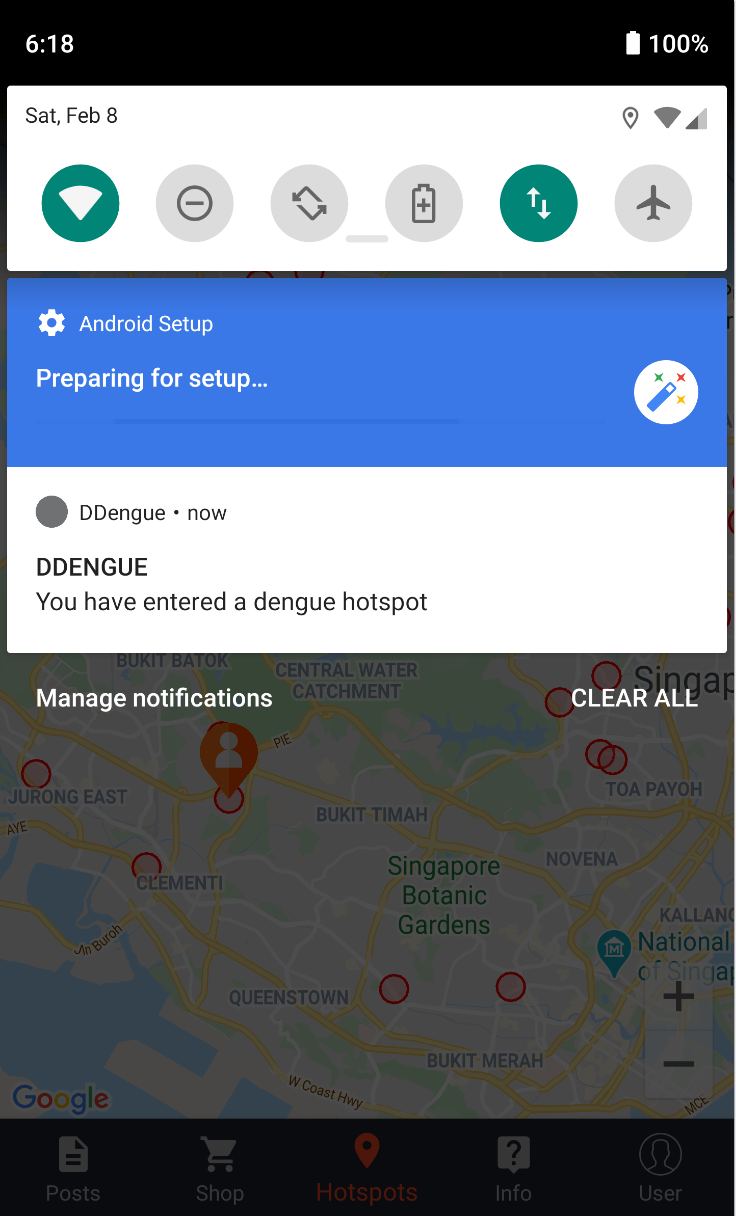 6:18
100%
Sat, Feb 8
Android Setup
Preparing for setup…
DDengue • now
DDENGUE
You have entered a dengue hotspot
BUKIT BATOK
CENTRAL WATER
CATCHMENT
Singap
Manage notifications
CLEAR ALL
PIE
JURONG EAST
TOA PAYOH
AYE
BUKIT TIMAH
NOVENA
Singapore
Botanic
Gardens
CLEMENTI
KALLANG
National
of Singap
QUEENSTOWN
BUKIT MERAH
W Coast Hwy
MCE
Google
Posts
Shop
Hotspots
Info
User